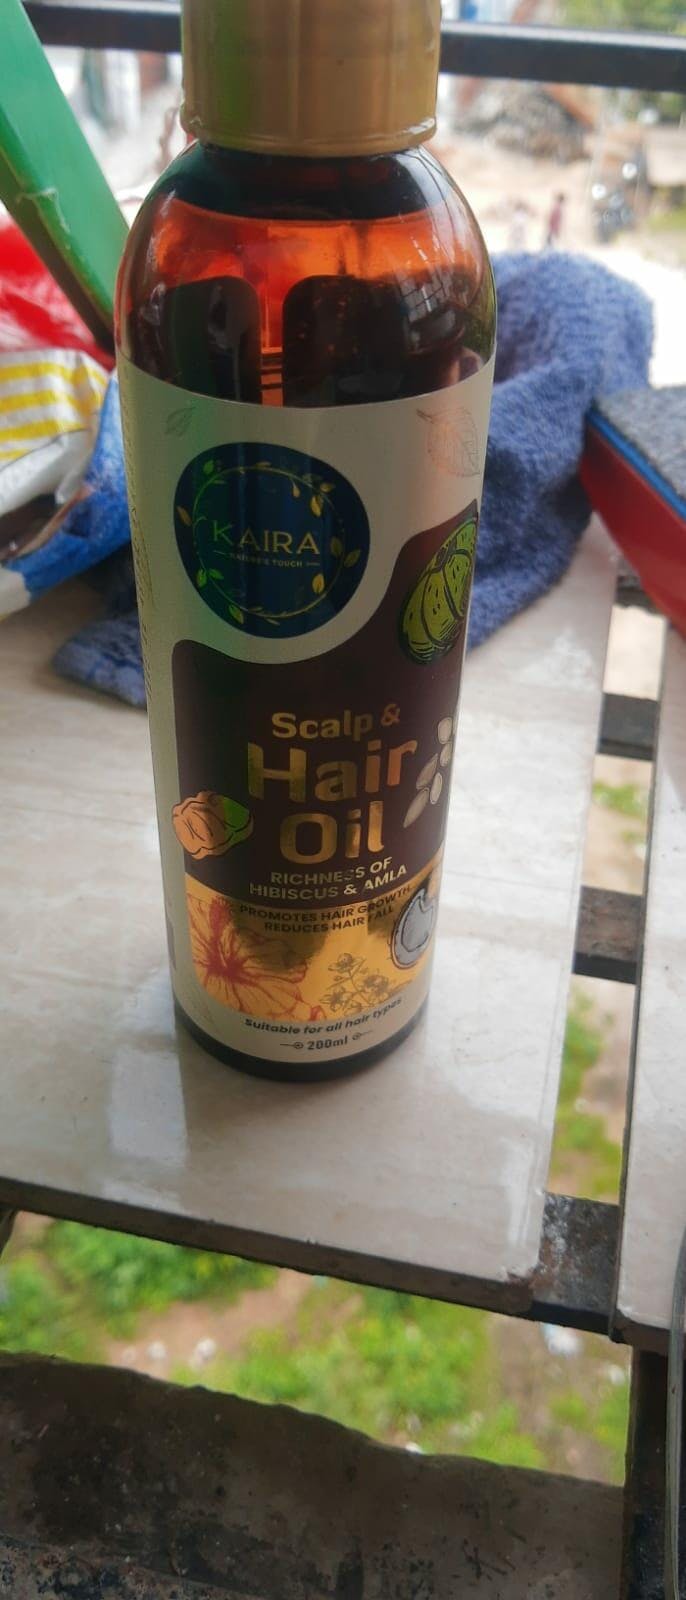 KAIRA
NATURE'S TOUCH
Scalp &
Hair
Oil
RICHNESS OF
HIBISCUS & AMLA
PROMOTES HAIR GROWTH
REDUCES HAIR FALL
Suitable for all hair types
200ml